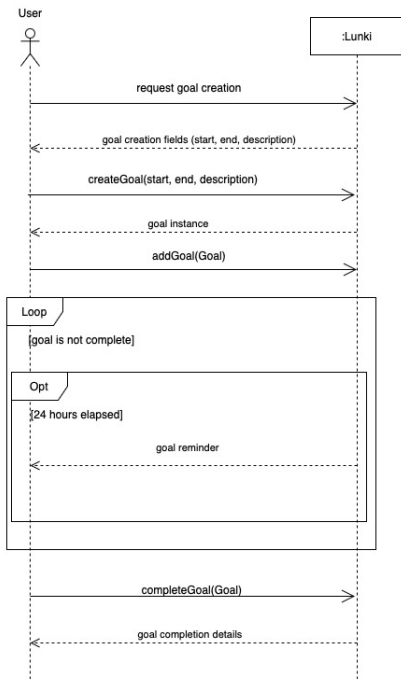 User
:Lunki
request goal creation
goal creation fields (start, end, description)
createGoal(start, end, description)
goal instance
addGoal(Goal)
Loop
[goal is not complete]
Opt
[24 hours elapsed]
goal reminder
completeGoal(Goal)
goal completion details